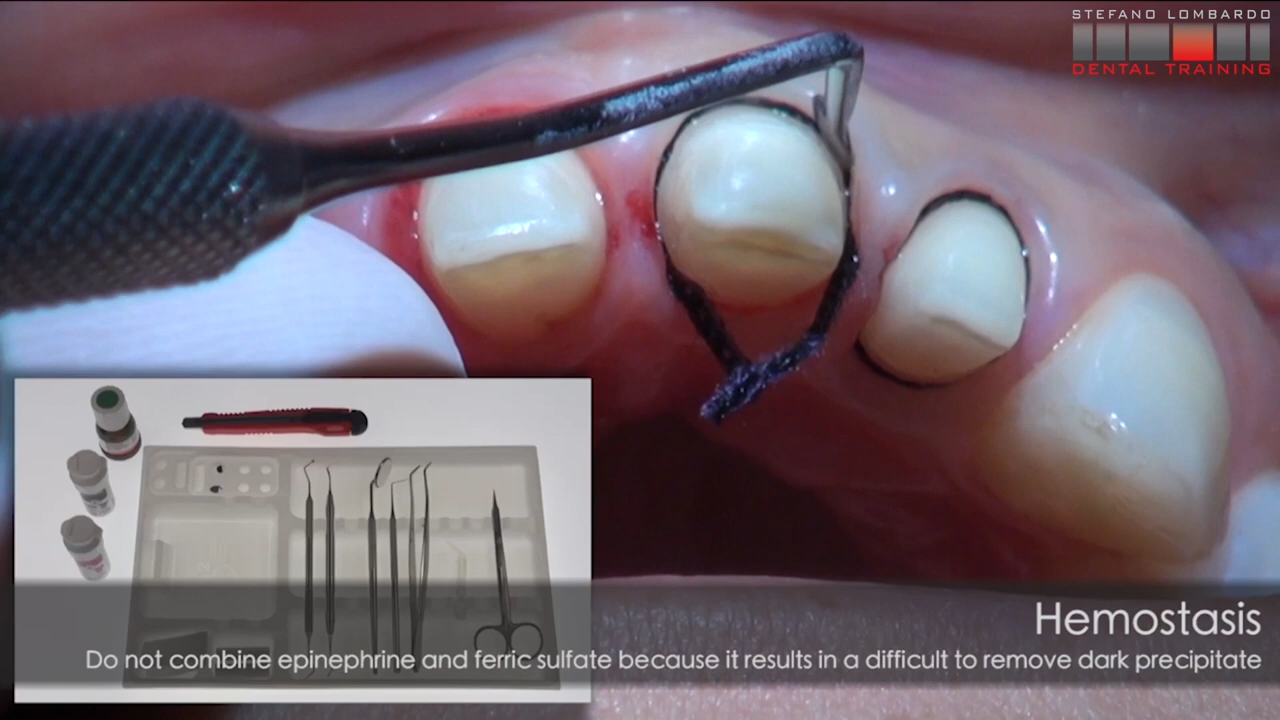 STEFANO LOMBARDO
DENTAL TRAINING
Hemostasis
Do not combine epinephrine and ferric sulfate because it results in a difficult to remove dark precipitate